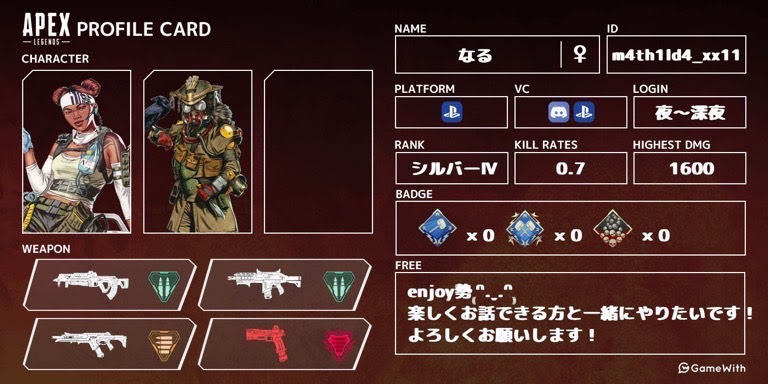 APEX LEGENDS PROFILE CARD
CHARACTER
WEAPON
NAME
なる ♀
ID
m4th1ld4_xx11
PLATFORM
VC
LOGIN
夜〜深夜
RANK
シルバーⅣ
KILL RATES
0.7
HIGHEST DMG
1600
BADGE
x 0 x 0 x 0
FREE
enjoy勢₍ᐢ._.ᐢ₎
楽しくお話できる方と一緒にやりたいです！
よろしくお願いします！
GameWith